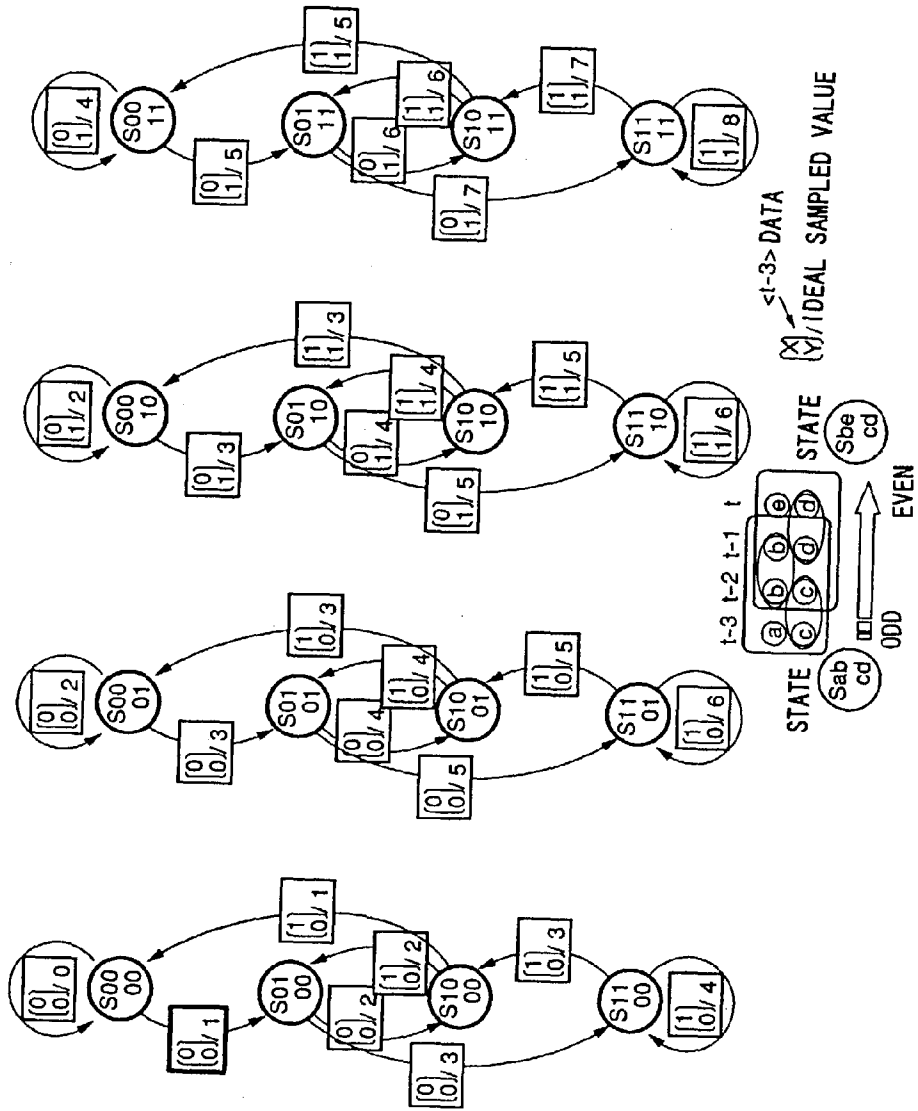 (0 0)/0
S00
00
(0 0)/1
(1 0)/1
S01
00
(0 0)/2
(1 0)/2
(0 0)/3
S10
00
(1 0)/3
S11
00
(1 0)/4
(0 0)/2
S00
01
(0 0)/3
(1 0)/3
S01
01
(0 0)/4
(1 0)/4
(0 0)/5
S10
01
(1 0)/5
S11
01
(1 0)/6
(0 1)/2
S00
10
(0 1)/3
(1 1)/3
S01
10
(0 1)/4
(1 1)/4
(0 1)/5
S10
10
(1 1)/5
S11
10
(1 1)/6
(0 1)/4
S00
11
(0 1)/5
(1 1)/5
S01
11
(0 1)/6
(1 1)/6
(0 1)/7
S10
11
(1 1)/7
S11
11
(1 1)/8
STATE
Sab
cd
t-3 t-2 t-1 t
a b b e
c c d d
ODD
EVEN
STATE
Sbe
cd
<t-3> DATA
(X Y)/IDEAL SAMPLED VALUE